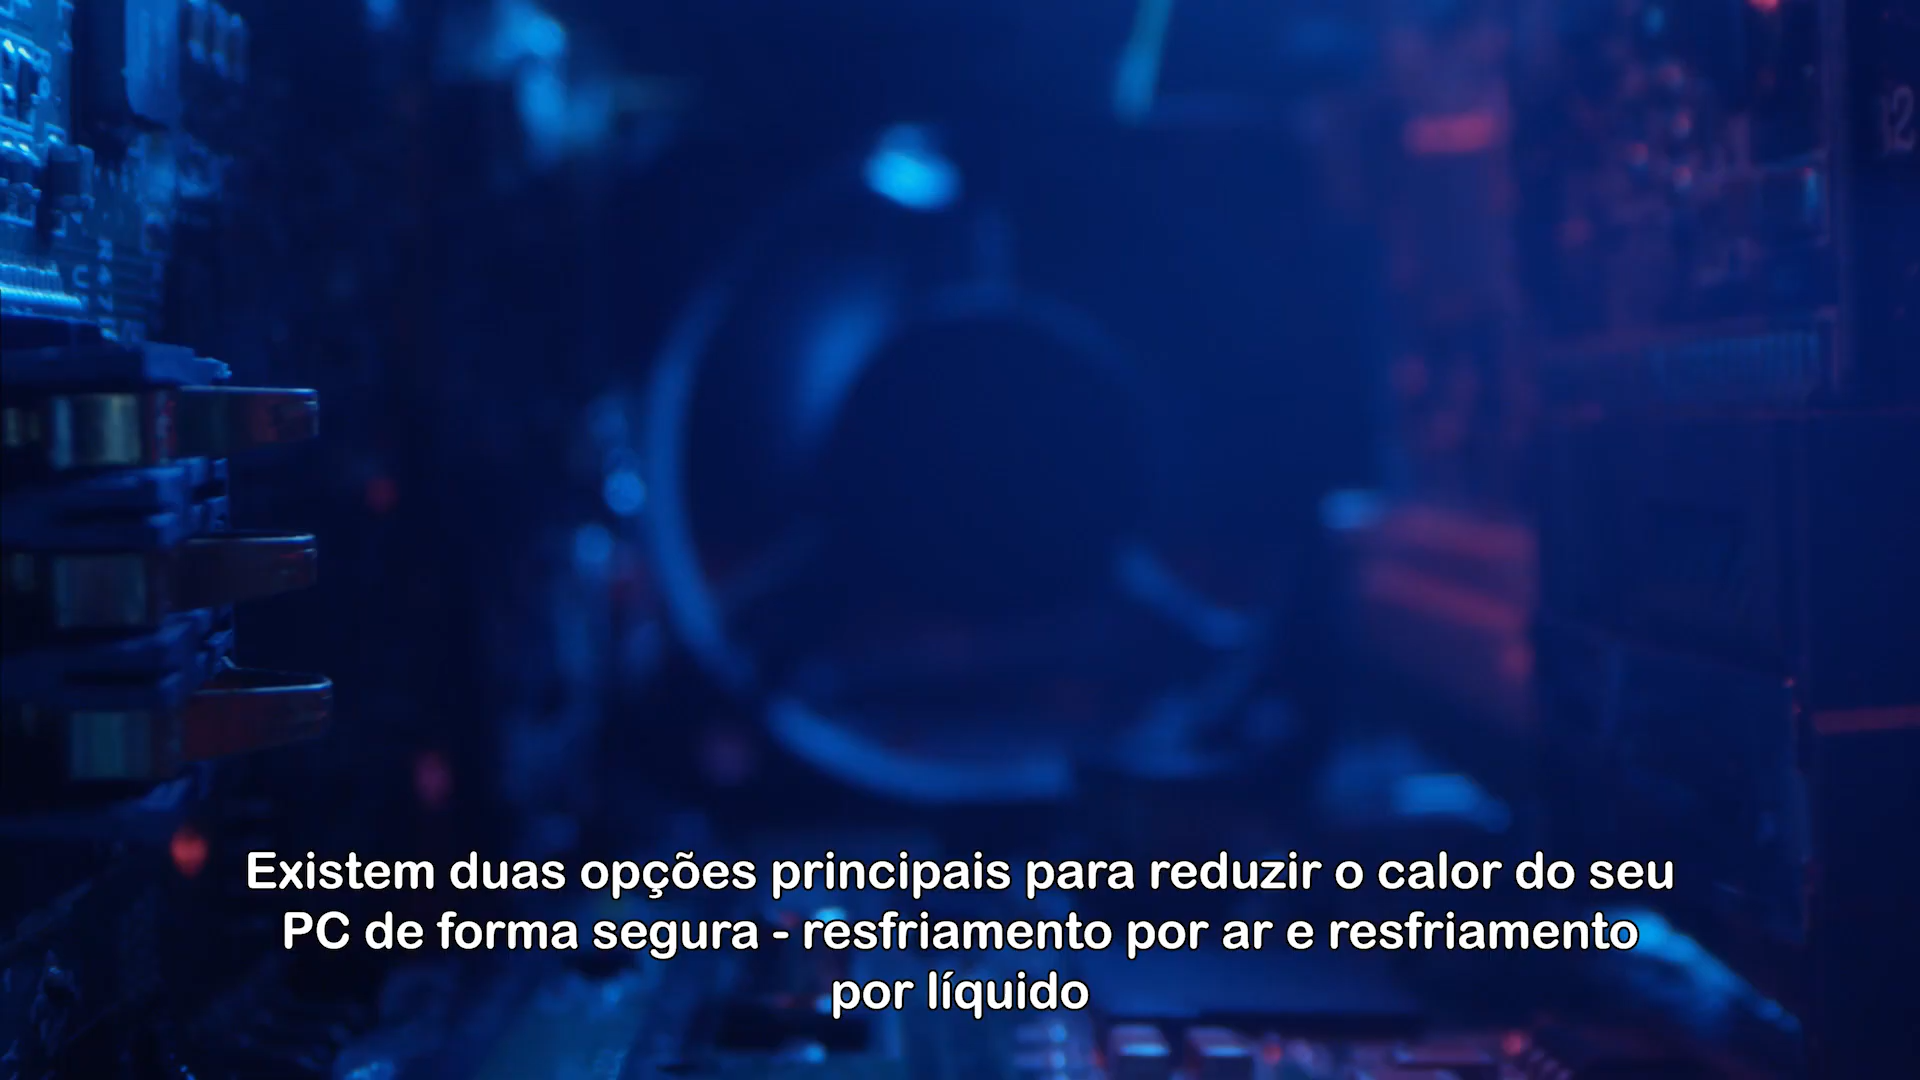 Existem duas opções principais para reduzir o calor do seu
PC de forma segura - resfriamento por ar e resfriamento
por líquido